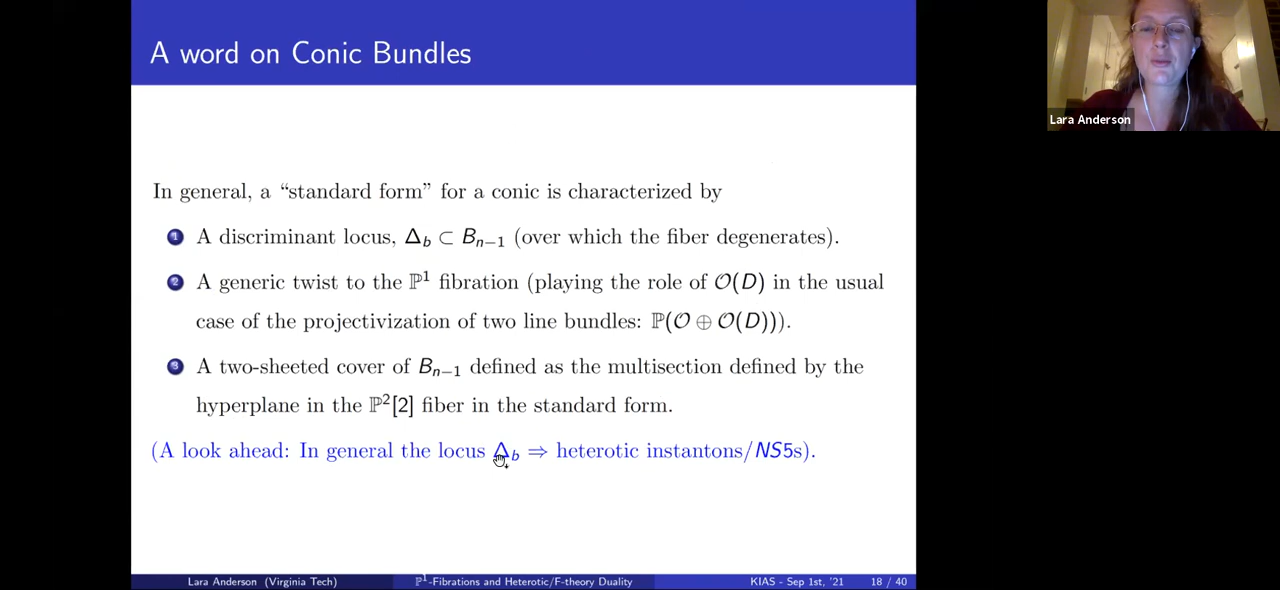 A word on Conic Bundles
Lara Anderson
In general, a “standard form” for a conic is characterized by
1 A discriminant locus, Δ_b ⊂ B_{n−1} (over which the fiber degenerates).
2 A generic twist to the ℙ¹ fibration (playing the role of 𝒪(D) in the usual
case of the projectivization of two line bundles: ℙ(𝒪 ⊕ 𝒪(D))).
3 A two-sheeted cover of B_{n−1} defined as the multisection defined by the
hyperplane in the ℙ²[2] fiber in the standard form.
(A look ahead: In general the locus Δ_b ⇒ heterotic instantons/NS5s).
Lara Anderson (Virginia Tech)
ℙ¹-Fibrations and Heterotic/F-theory Duality
KIAS - Sep 1st, '21
18 / 40